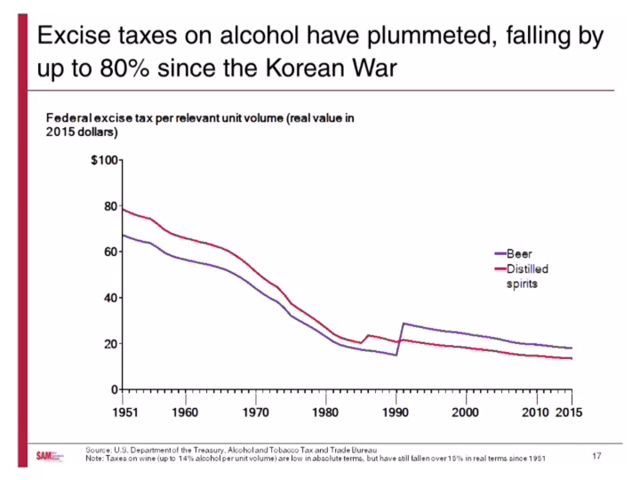 Excise taxes on alcohol have plummeted, falling by
up to 80% since the Korean War
Federal excise tax per relevant unit volume (real value in
2015 dollars)
$100
80
60
40
20
0
Beer
Distilled
spirits
1951 1960 1970 1980 1990 2000 2010 2015
SAM
Source: U.S. Department of the Treasury, Alcohol and Tobacco Tax and Trade Bureau
Note: Taxes on wine (up to 14% alcohol per unit volume) are low in absolute terms, but have still fallen over 15% in real terms since 1951
17